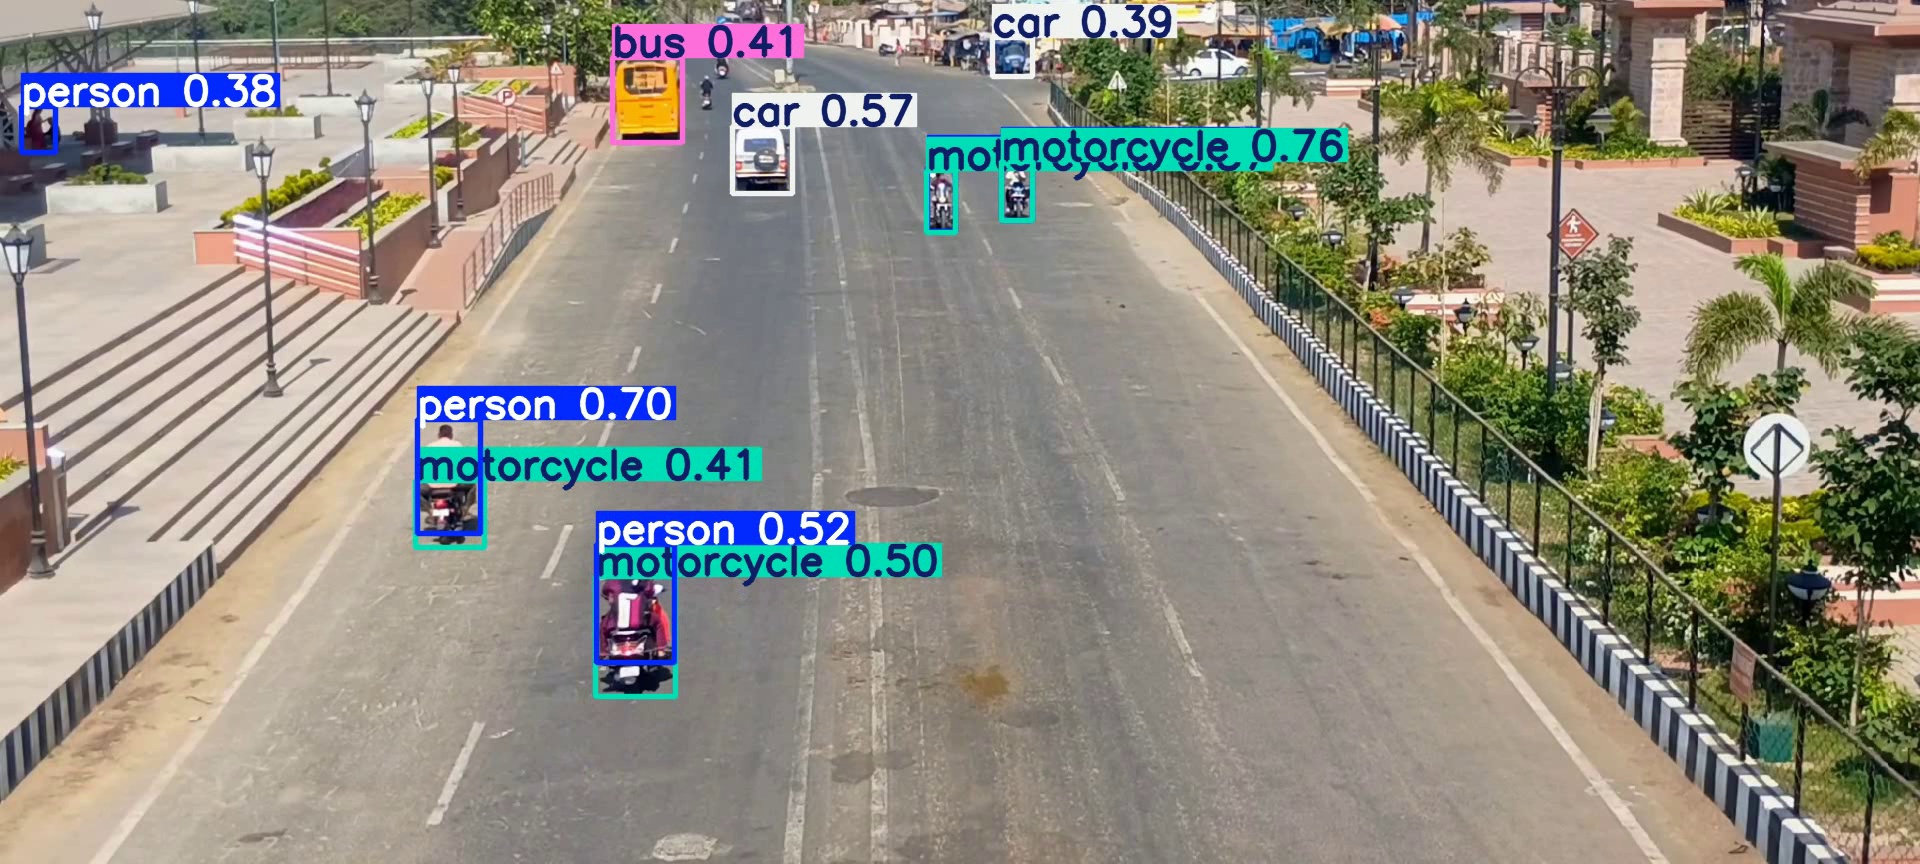 car 0.39
bus 0.41
person 0.38
car 0.57
motorcycle 0.76
person 0.70
motorcycle 0.41
person 0.52
motorcycle 0.50